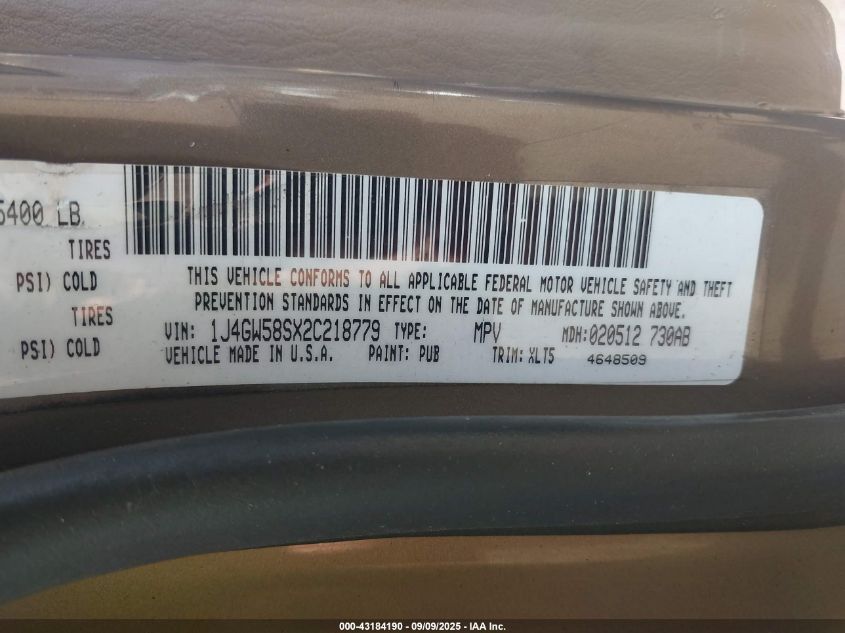 5400 LB
TIRES
PSI) COLD
TIRES
PSI) COLD
THIS VEHICLE CONFORMS TO ALL APPLICABLE FEDERAL MOTOR VEHICLE SAFETY AND THEFT
PREVENTION STANDARDS IN EFFECT ON THE DATE OF MANUFACTURE SHOWN ABOVE.
VIN: 1J4GW58SX2C218779 TYPE: MPV MDH:020512 730AB
VEHICLE MADE IN U.S.A. PAINT: PUB TRIM: XLT5 4648509
000-43184190 - 09/09/2025 - IAA Inc.